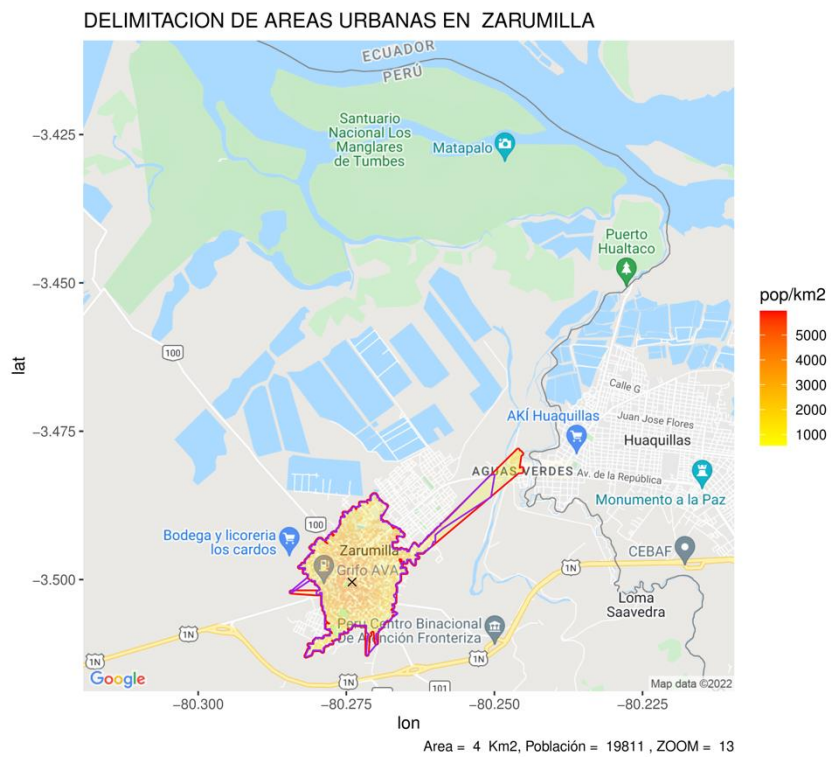 DELIMITACION DE AREAS URBANAS EN  ZARUMILLA
ECUADOR
PERÚ
Santuario
Nacional Los
Manglares
de Tumbes
Matapalo
Puerto
Hualtaco
100
Calle G
Juan Jose Flores
AKÍ Huaquillas
Huaquillas
AGUAS VERDES
Av. de la República
Monumento a la Paz
100
Bodega y licoreria
los cardos
Zarumilla
Grifo AVA
CEBAF
1N
Loma
Saavedra
Peru Centro Binacional
De Atención Fronteriza
1N
1N
1N
1N
101
Google
Map data ©2022
−3.425
−3.450
−3.475
−3.500
lat
−80.300
−80.275
−80.250
−80.225
lon
pop/km2
5000
4000
3000
2000
1000
Area =  4  Km2, Población =  19811 , ZOOM =  13